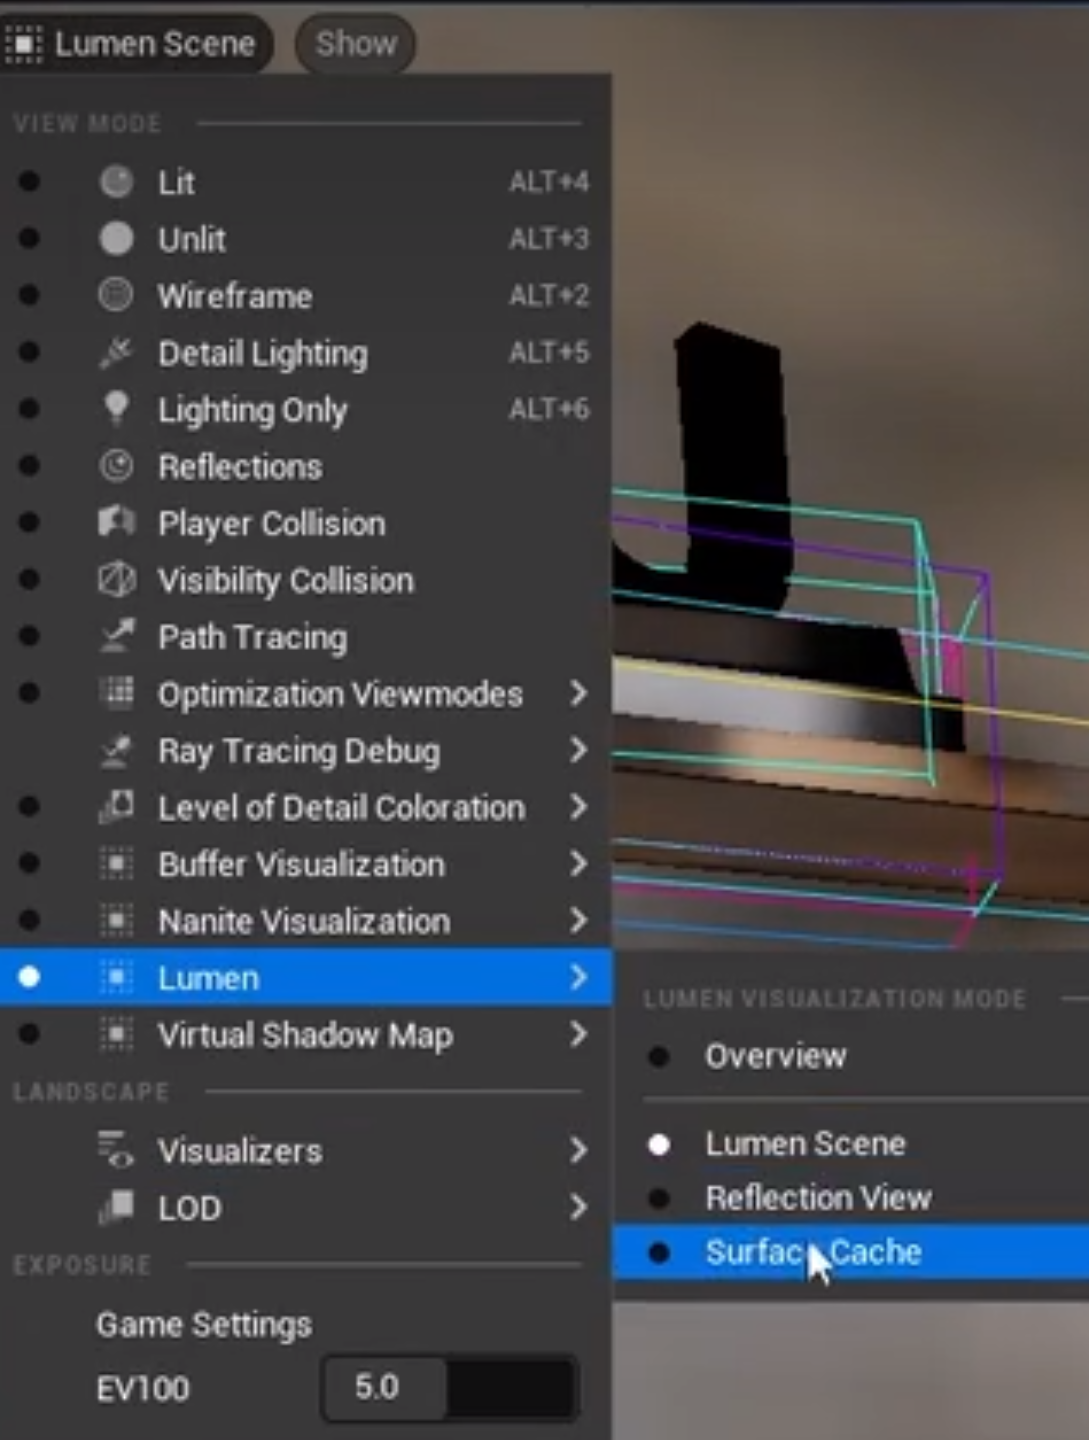 Lumen Scene Show
VIEW MODE
Lit ALT+4
Unlit ALT+3
Wireframe ALT+2
Detail Lighting ALT+5
Lighting Only ALT+6
Reflections
Player Collision
Visibility Collision
Path Tracing
Optimization Viewmodes
Ray Tracing Debug
Level of Detail Coloration
Buffer Visualization
Nanite Visualization
Lumen
Virtual Shadow Map
LANDSCAPE
Visualizers
LOD
EXPOSURE
Game Settings
EV100 5.0
LUMEN VISUALIZATION MODE
Overview
Lumen Scene
Reflection View
Surface Cache